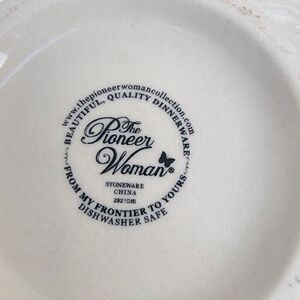 www.thepioneerwomancollection.com
BEAUTIFUL, QUALITY DINNERWARE
The
Pioneer
Woman®
STONEWARE
CHINA
FROM MY FRONTIER TO YOURS
DISHWASHER SAFE